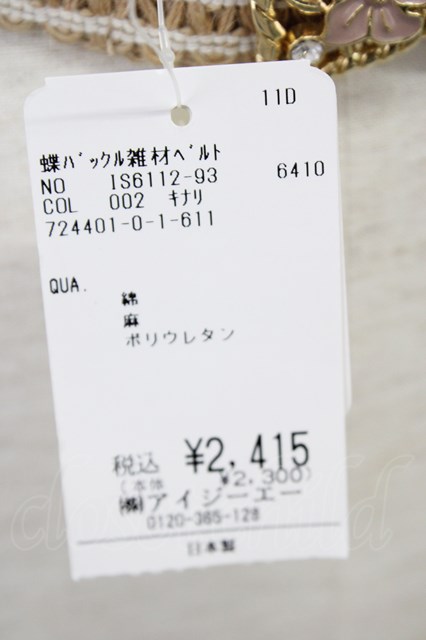 11D
蝶ﾊﾞｯｸﾙ雑材ﾍﾞﾙﾄ
NO 1S6112-93 6410
COL 002 ｷﾅﾘ
724401-0-1-611
QUA.
綿
麻
ポリウレタン
税込 ¥2,415
(本体 ¥2,300)
㈱アイジーエー
0120-365-128
日本製